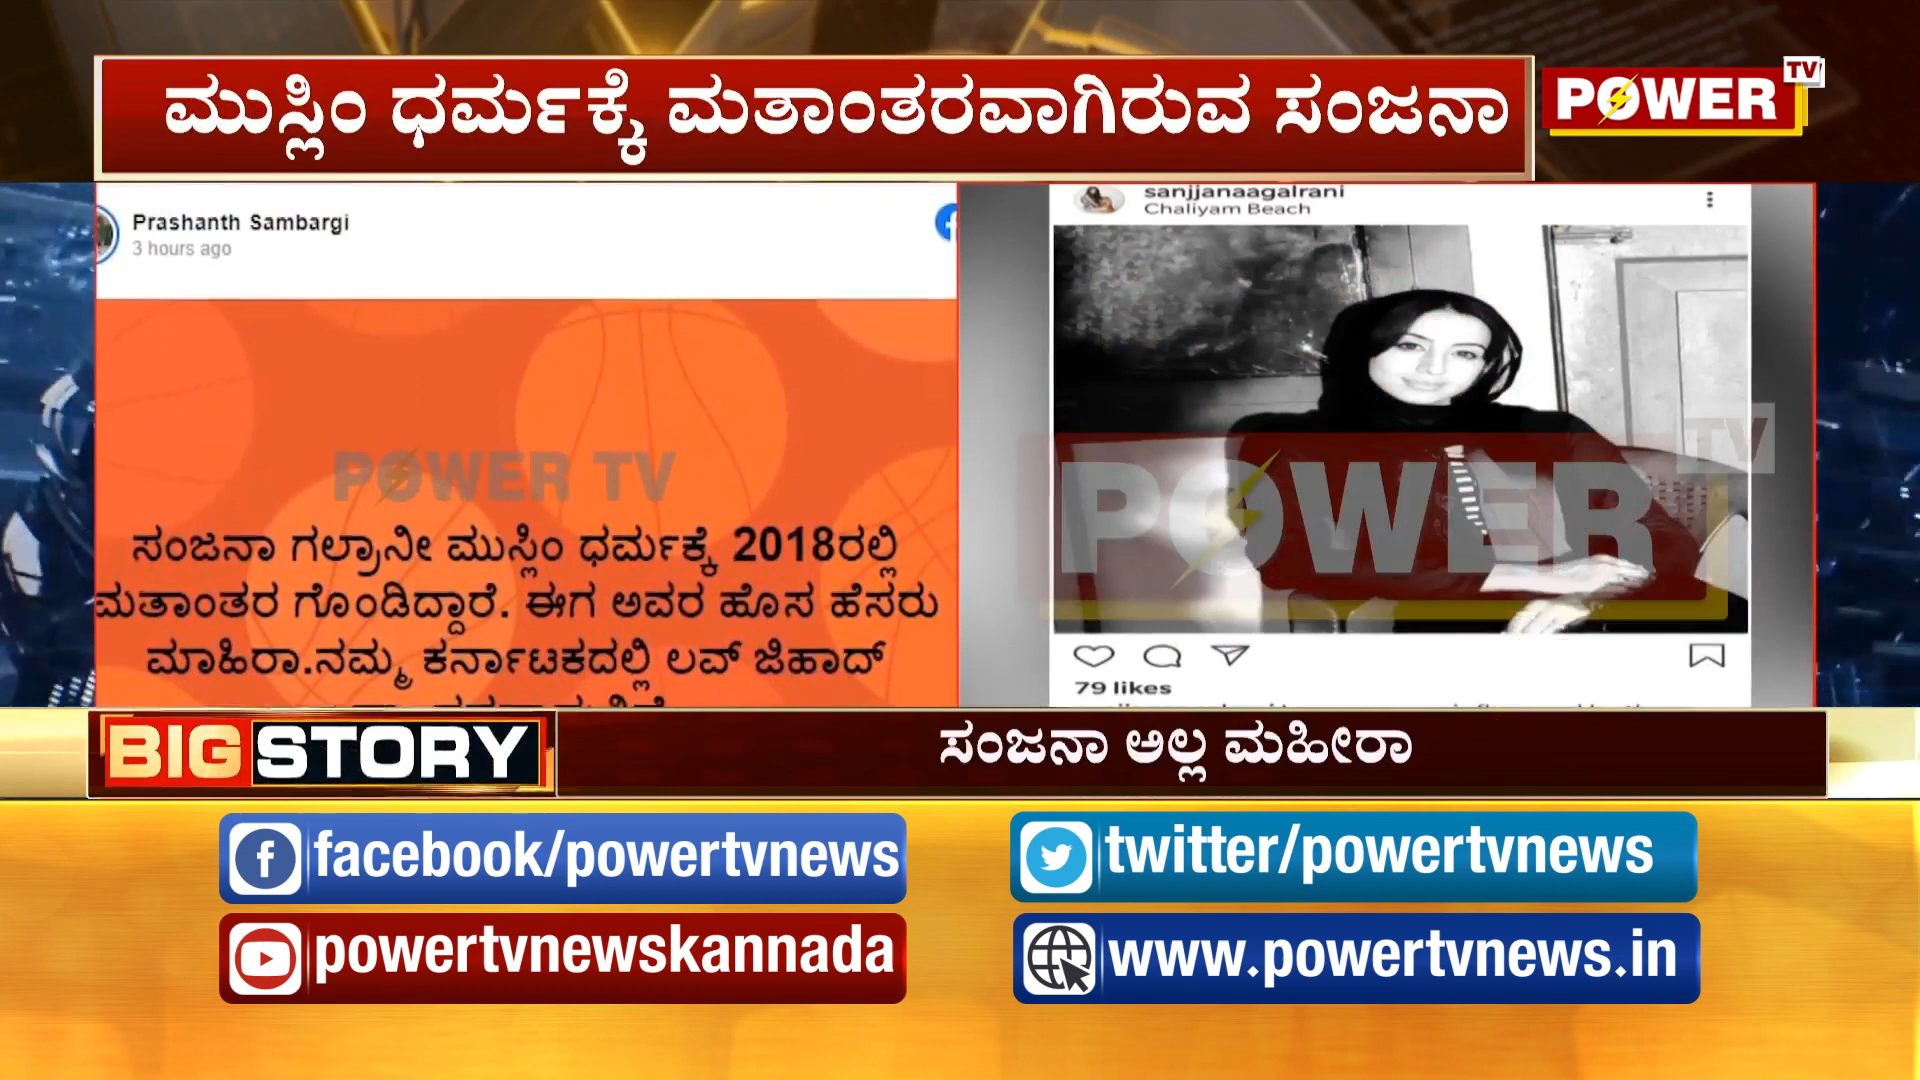 ಮುಸ್ಲಿಂ ಧರ್ಮಕ್ಕೆ ಮತಾಂತರವಾಗಿರುವ ಸಂಜನಾ
POWER TV
Prashanth Sambargi
3 hours ago
POWER TV
ಸಂಜನಾ ಗಲ್ರಾನೀ ಮುಸ್ಲಿಂ ಧರ್ಮಕ್ಕೆ 2018ರಲ್ಲಿ
ಮತಾಂತರ ಗೊಂಡಿದ್ದಾರೆ. ಈಗ ಅವರ ಹೊಸ ಹೆಸರು
ಮಾಹಿರಾ.ನಮ್ಮ ಕರ್ನಾಟಕದಲ್ಲಿ ಲವ್ ಜಿಹಾದ್
sanjjanaagalrani
Chaliyam Beach
POWER TV
79 likes
BIG STORY
ಸಂಜನಾ ಅಲ್ಲ ಮಹೀರಾ
facebook/powertvnews
twitter/powertvnews
powertvnewskannada
www.powertvnews.in